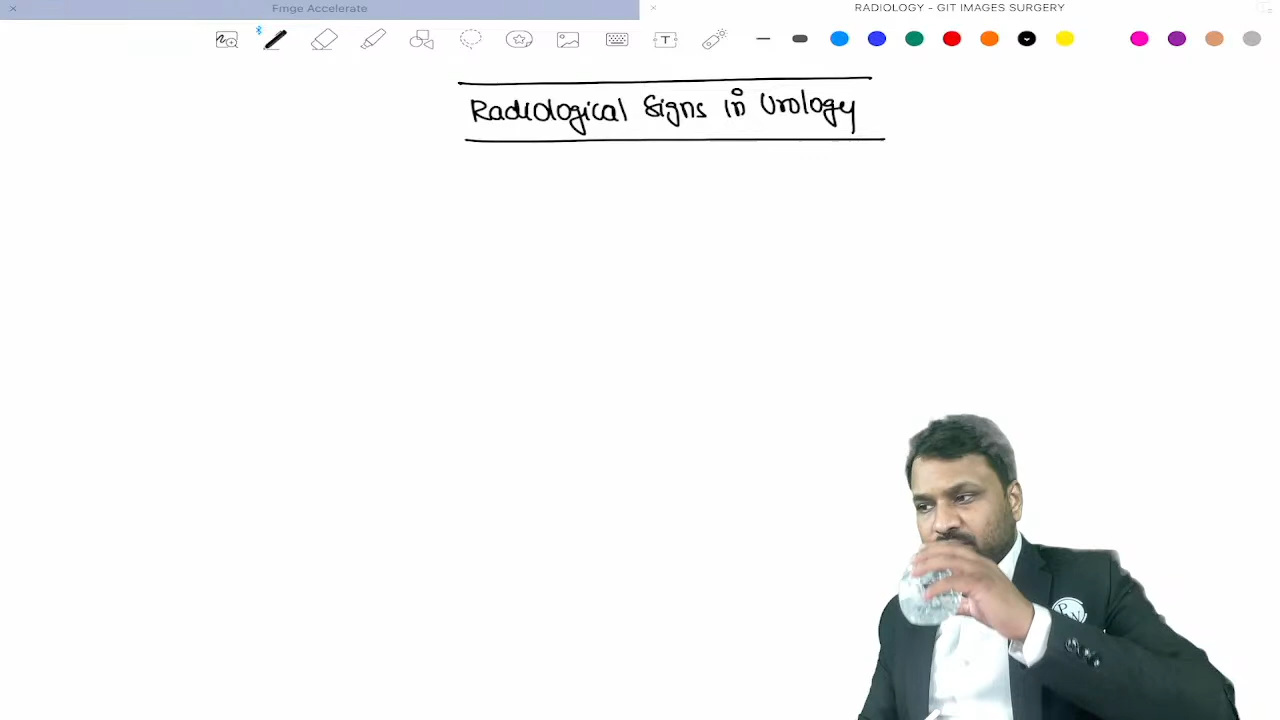 Fmge Accelerate
RADIOLOGY - GIT IMAGES SURGERY
T
Radiological Signs in Urology